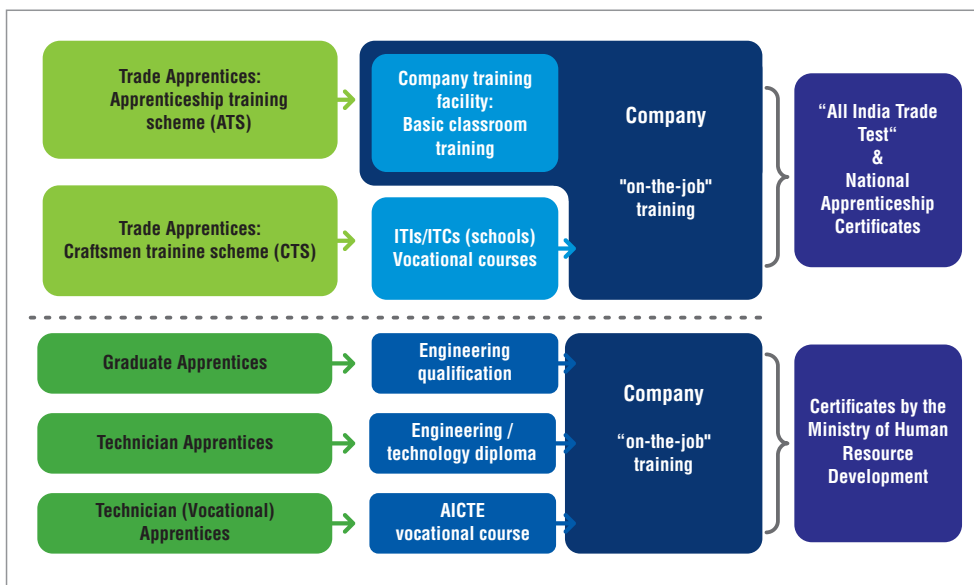 Trade Apprentices:
Apprenticeship training
scheme (ATS)
Company training
facility:
Basic classroom
training
Company
"on-the-job"
training
“All India Trade
Test“
&
National
Apprenticeship
Certificates
Trade Apprentices:
Craftsmen trainine scheme (CTS)
ITIs/ITCs (schools)
Vocational courses
Graduate Apprentices
Engineering
qualification
Technician Apprentices
Engineering /
technology diploma
Technician (Vocational)
Apprentices
AICTE
vocational course
Company
“on-the-job"
training
Certificates by the
Ministry of Human
Resource
Development